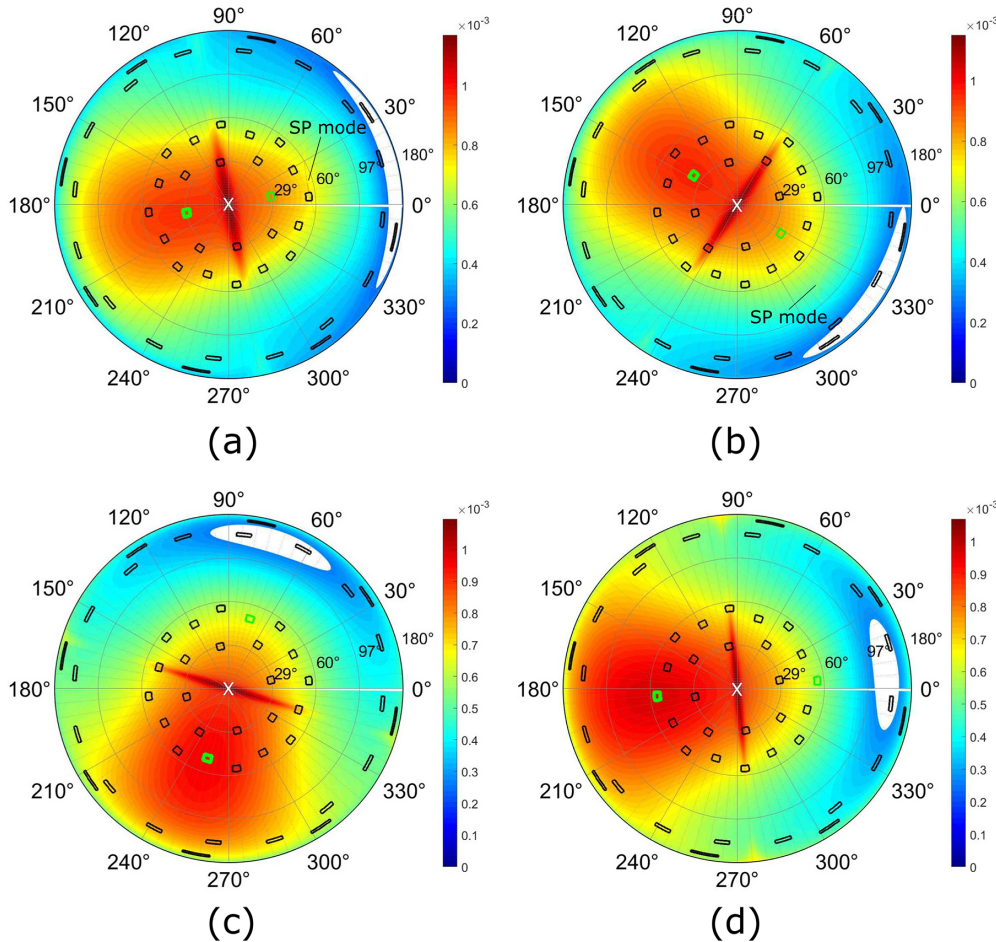 90° ×10⁻³ 90° ×10⁻³
120° 60° 1 120° 60° 1
150° 30° 0.8 150° 30° 0.8
SP mode
180° 180°
97° 97°
60° 60°
29° 0.6 29° 0.6
180° X 0° 180° X 0°
0.4 0.4
210° 330° 210° SP mode 330°
0.2 0.2
240° 300° 240° 300°
270° 0 270° 0
(a) (b)
90° ×10⁻³ 90° ×10⁻³
120° 60° 1 120° 60° 1
0.9 0.9
150° 30° 0.8 150° 30° 0.8
180° 0.7 180° 0.7
97° 97°
60° 0.6 60° 0.6
29° 29°
180° X 0° 0.5 180° X 0° 0.5
0.4 0.4
0.3 0.3
210° 330° 0.2 210° 330° 0.2
0.1 0.1
240° 300° 240° 300°
270° 0 270° 0
(c) (d)